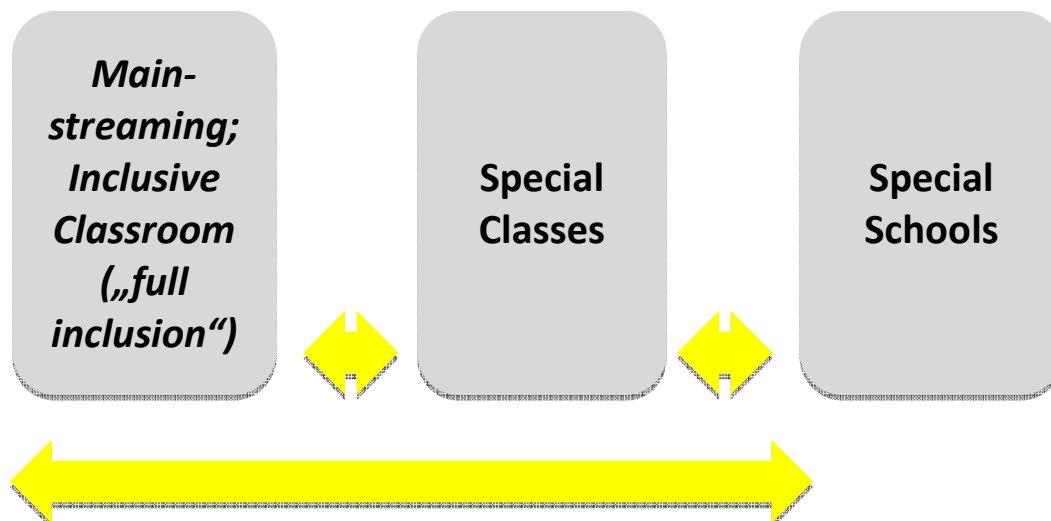 Main-
streaming;
Inclusive
Classroom
(„full
inclusion“)
Special
Classes
Special
Schools